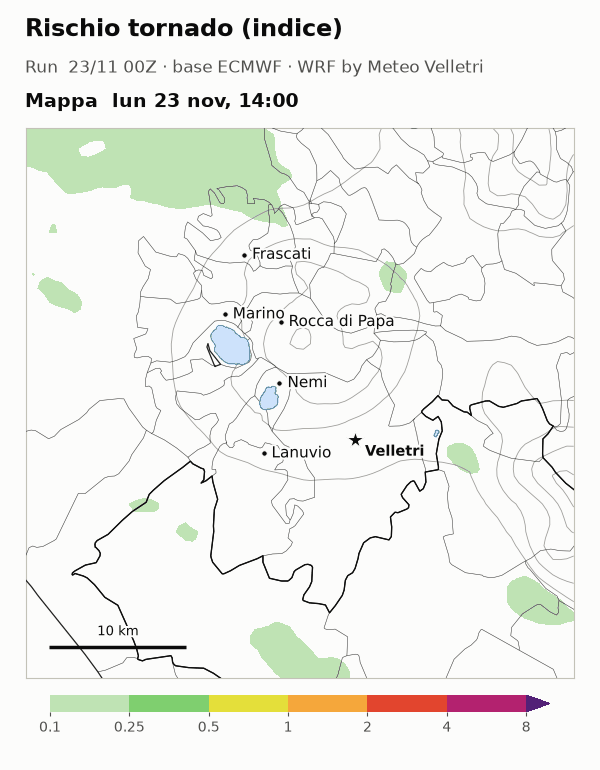 Rischio tornado (indice)
Run  23/11 00Z · base ECMWF · WRF by Meteo Velletri
Mappa  lun 23 nov, 14:00
Frascati
Marino
Rocca di Papa
Nemi
Velletri
Lanuvio
10 km
0.1 0.25 0.5 1 2 4 8